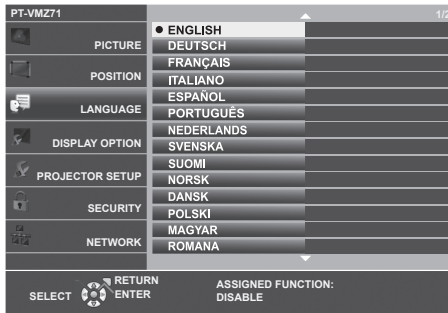 PT-VMZ71
1/2
PICTURE
POSITION
LANGUAGE
DISPLAY OPTION
PROJECTOR SETUP
SECURITY
NETWORK
ENGLISH
DEUTSCH
FRANÇAIS
ITALIANO
ESPAÑOL
PORTUGUÊS
NEDERLANDS
SVENSKA
SUOMI
NORSK
DANSK
POLSKI
MAGYAR
ROMANA
SELECT
RETURN
ENTER
ASSIGNED FUNCTION:
DISABLE